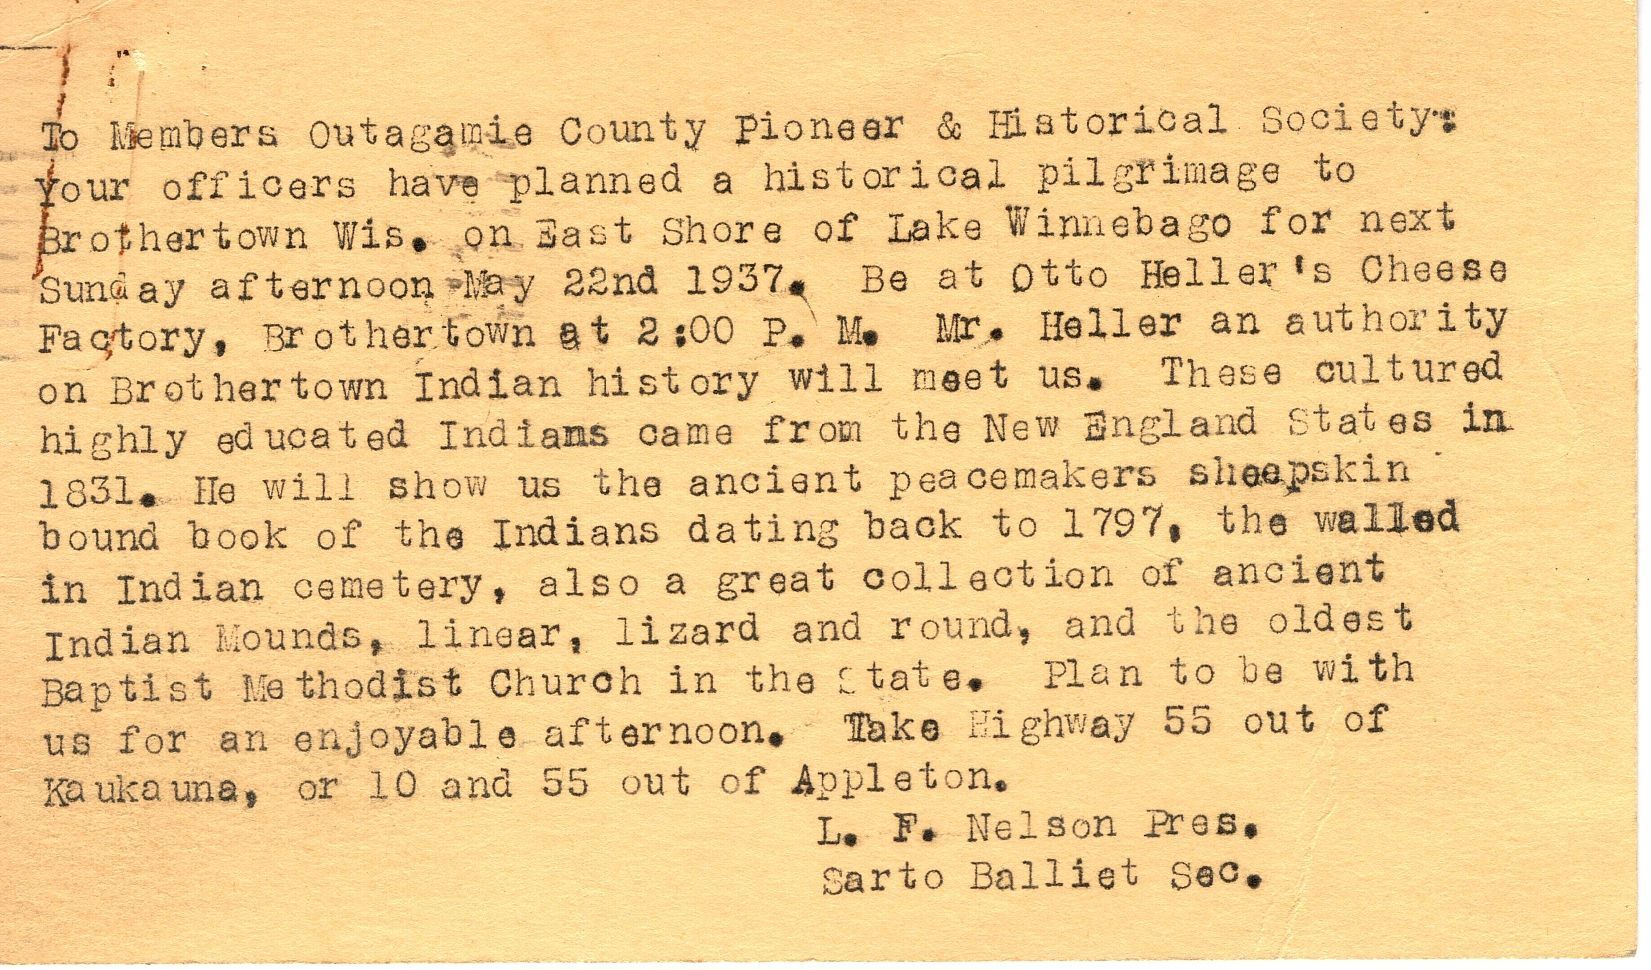 To Members Outagamie County Pioneer & Historical Society:
Your officers have planned a historical pilgrimage to
Brothertown Wis. on East Shore of Lake Winnebago for next
Sunday afternoon May 22nd 1937. Be at Otto Heller's Cheese
Factory, Brothertown at 2:00 P. M. Mr. Heller an authority
on Brothertown Indian history will meet us. These cultured
highly educated Indians came from the New England States in
1831. He will show us the ancient peacemakers sheepskin
bound book of the Indians dating back to 1797, the walled
in Indian cemetery, also a great collection of ancient
Indian Mounds, linear, lizard and round, and the oldest
Baptist Methodist Church in the State. Plan to be with
us for an enjoyable afternoon. Take Highway 55 out of
Kaukauna, or 10 and 55 out of Appleton.
L. F. Nelson Pres.
Sarto Balliet Sec.